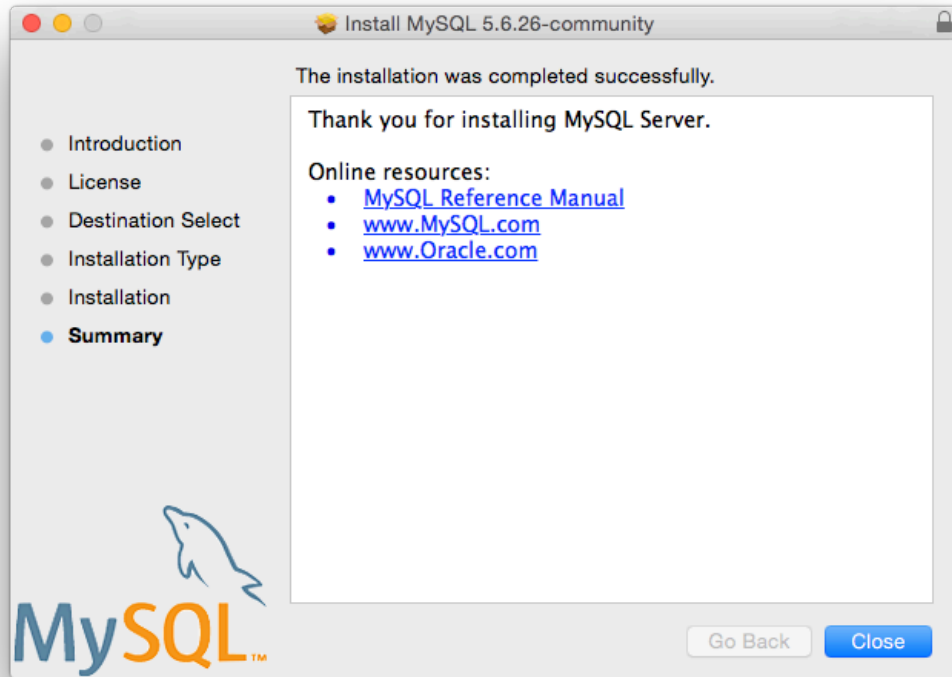 Install MySQL 5.6.26-community
The installation was completed successfully.
Introduction
License
Destination Select
Installation Type
Installation
Summary
Thank you for installing MySQL Server.
Online resources:
• MySQL Reference Manual
• www.MySQL.com
• www.Oracle.com
MySQL™
Go Back
Close